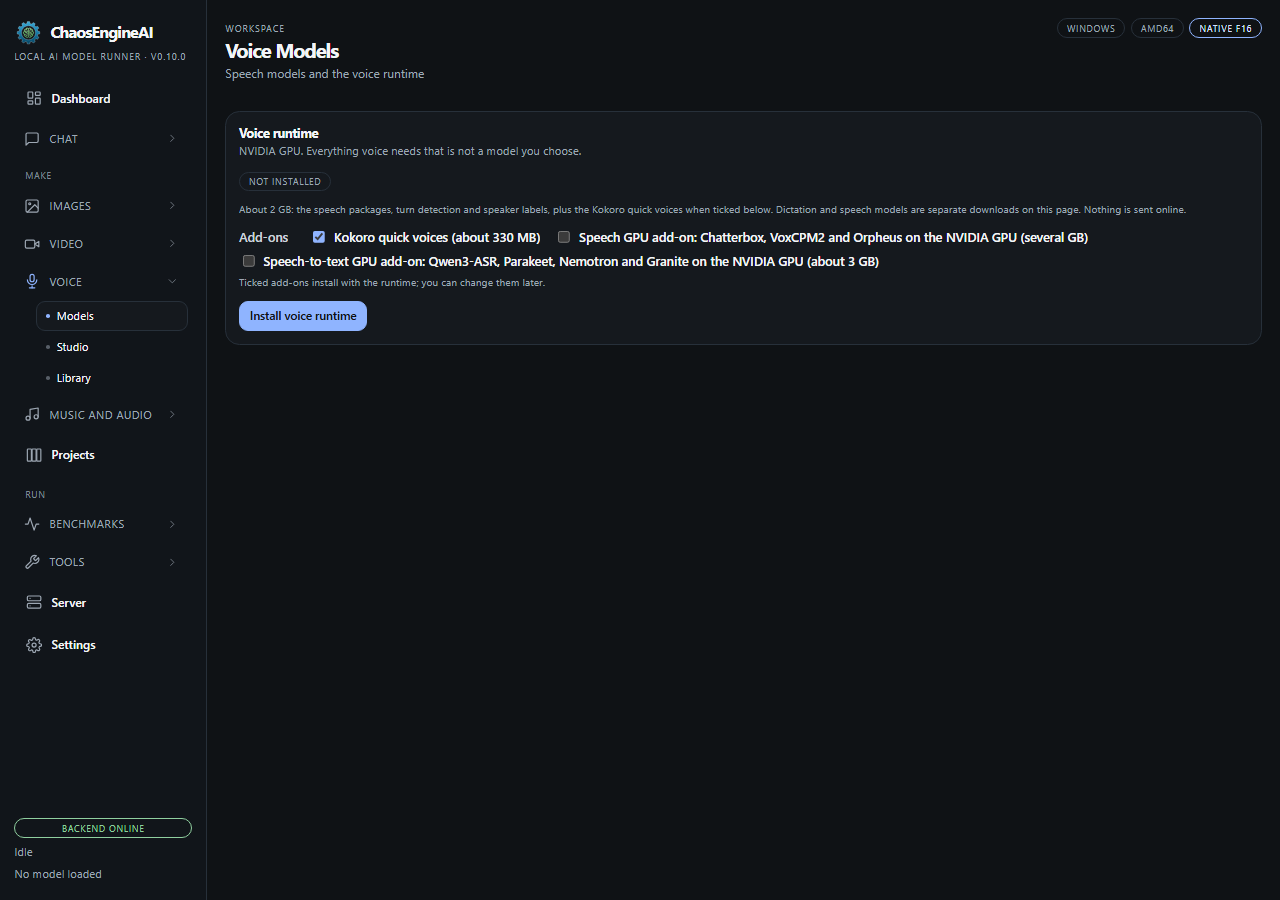 ChaosEngineAI
LOCAL AI MODEL RUNNER · V0.10.0
Dashboard
CHAT
MAKE
IMAGES
VIDEO
VOICE
Models
Studio
Library
MUSIC AND AUDIO
Projects
RUN
BENCHMARKS
TOOLS
Server
Settings
BACKEND ONLINE
Idle
No model loaded
WORKSPACE
Voice Models
Speech models and the voice runtime
WINDOWS
AMD64
NATIVE F16
Voice runtime
NVIDIA GPU. Everything voice needs that is not a model you choose.
NOT INSTALLED
About 2 GB: the speech packages, turn detection and speaker labels, plus the Kokoro quick voices when ticked below. Dictation and speech models are separate downloads on this page. Nothing is sent online.
Add-ons Kokoro quick voices (about 330 MB) Speech GPU add-on: Chatterbox, VoxCPM2 and Orpheus on the NVIDIA GPU (several GB)
Speech-to-text GPU add-on: Qwen3-ASR, Parakeet, Nemotron and Granite on the NVIDIA GPU (about 3 GB)
Ticked add-ons install with the runtime; you can change them later.
Install voice runtime